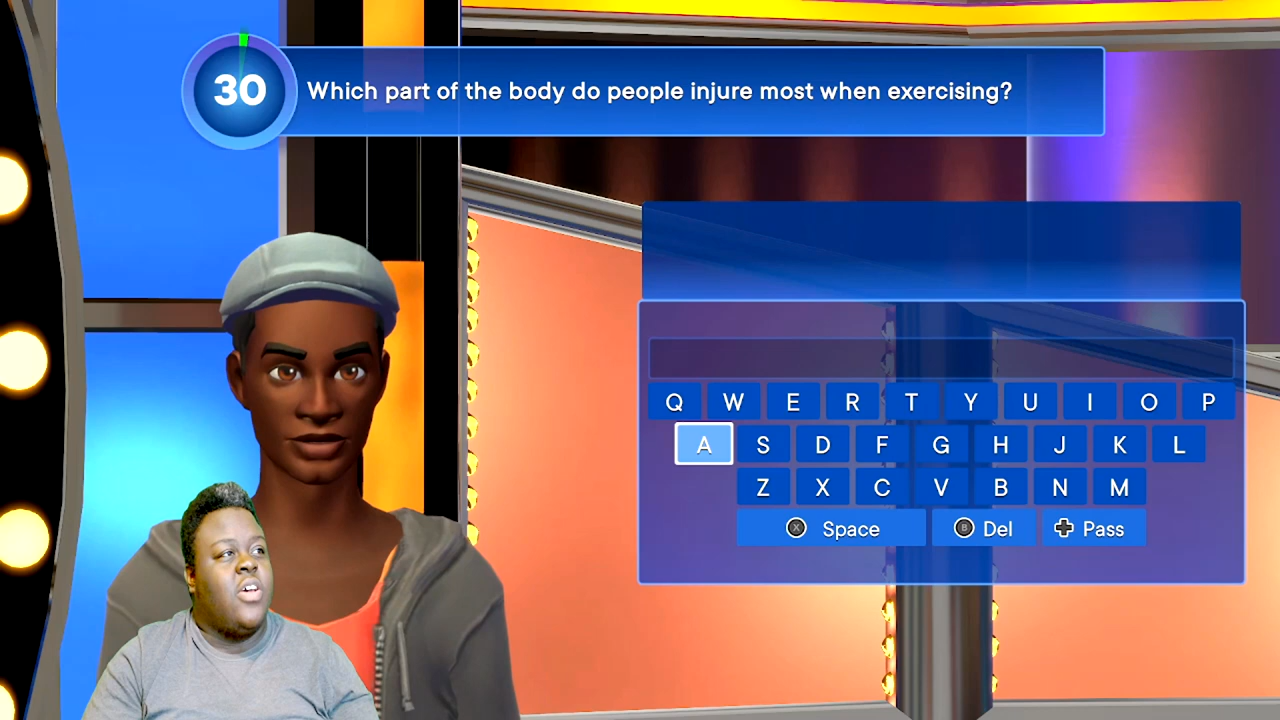 30
Which part of the body do people injure most when exercising?
Q W E R T Y U I O P
A S D F G H J K L
Z X C V B N M
X Space B Del Pass